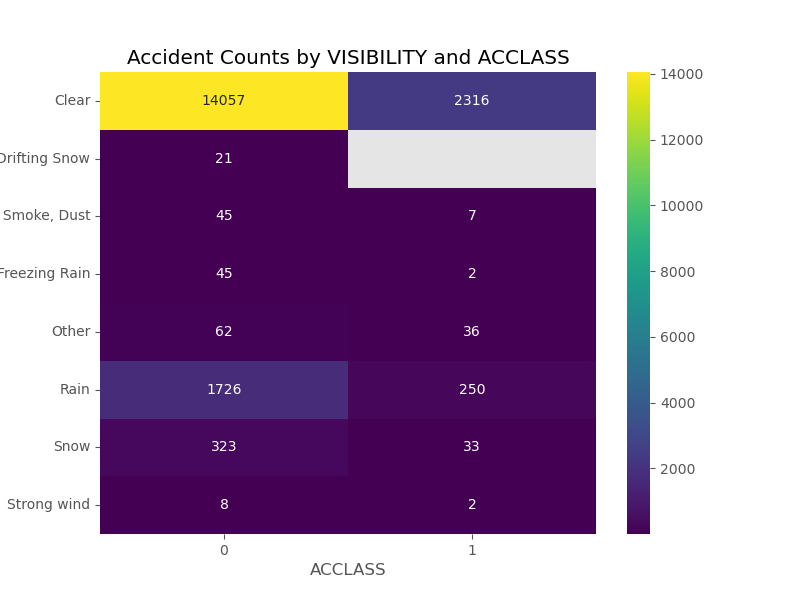 Accident Counts by VISIBILITY and ACCLASS
Clear 14057 2316 14000
Drifting Snow 21 12000
Smoke, Dust 45 7 10000
Freezing Rain 45 2 8000
Other 62 36 6000
Rain 1726 250 4000
Snow 323 33 2000
Strong wind 8 2
0 1
ACCLASS